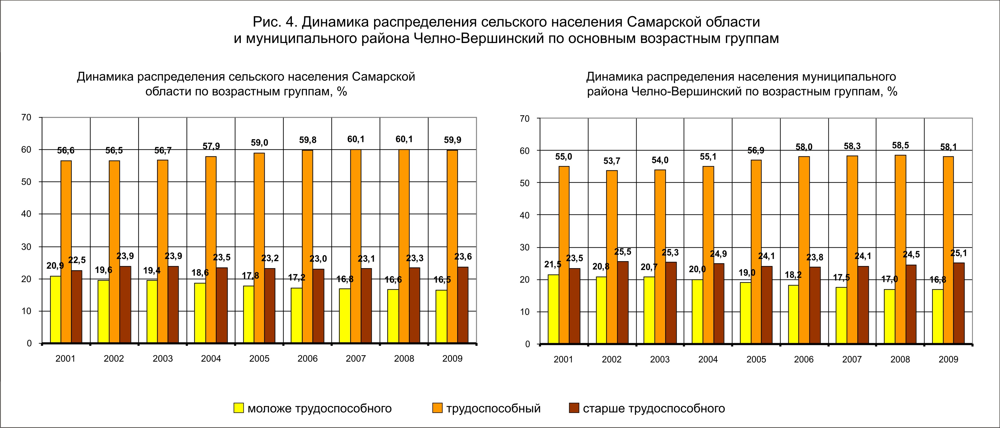 Рис. 4. Динамика распределения сельского населения Самарской области
и муниципального района Челно-Вершинский по основным возрастным группам
Динамика распределения сельского населения Самарской
области по возрастным группам, %
70
60
50
40
30
20
10
0
56,6 56,5 56,7 57,9 59,0 59,8 60,1 60,1 59,9
20,9 22,5 19,6 23,9 19,4 23,9 18,6 23,5 17,8 23,2 17,2 23,0 16,8 23,1 16,6 23,3 16,5 23,6
2001 2002 2003 2004 2005 2006 2007 2008 2009
Динамика распределения населения муниципального
района Челно-Вершинский по возрастным группам, %
70
60
50
40
30
20
10
0
55,0 53,7 54,0 55,1 56,9 58,0 58,3 58,5 58,1
21,5 23,5 20,8 25,5 20,7 25,3 20,0 24,9 19,0 24,1 18,2 23,8 17,5 24,1 17,0 24,5 16,8 25,1
2001 2002 2003 2004 2005 2006 2007 2008 2009
моложе трудоспособного трудоспособный старше трудоспособного